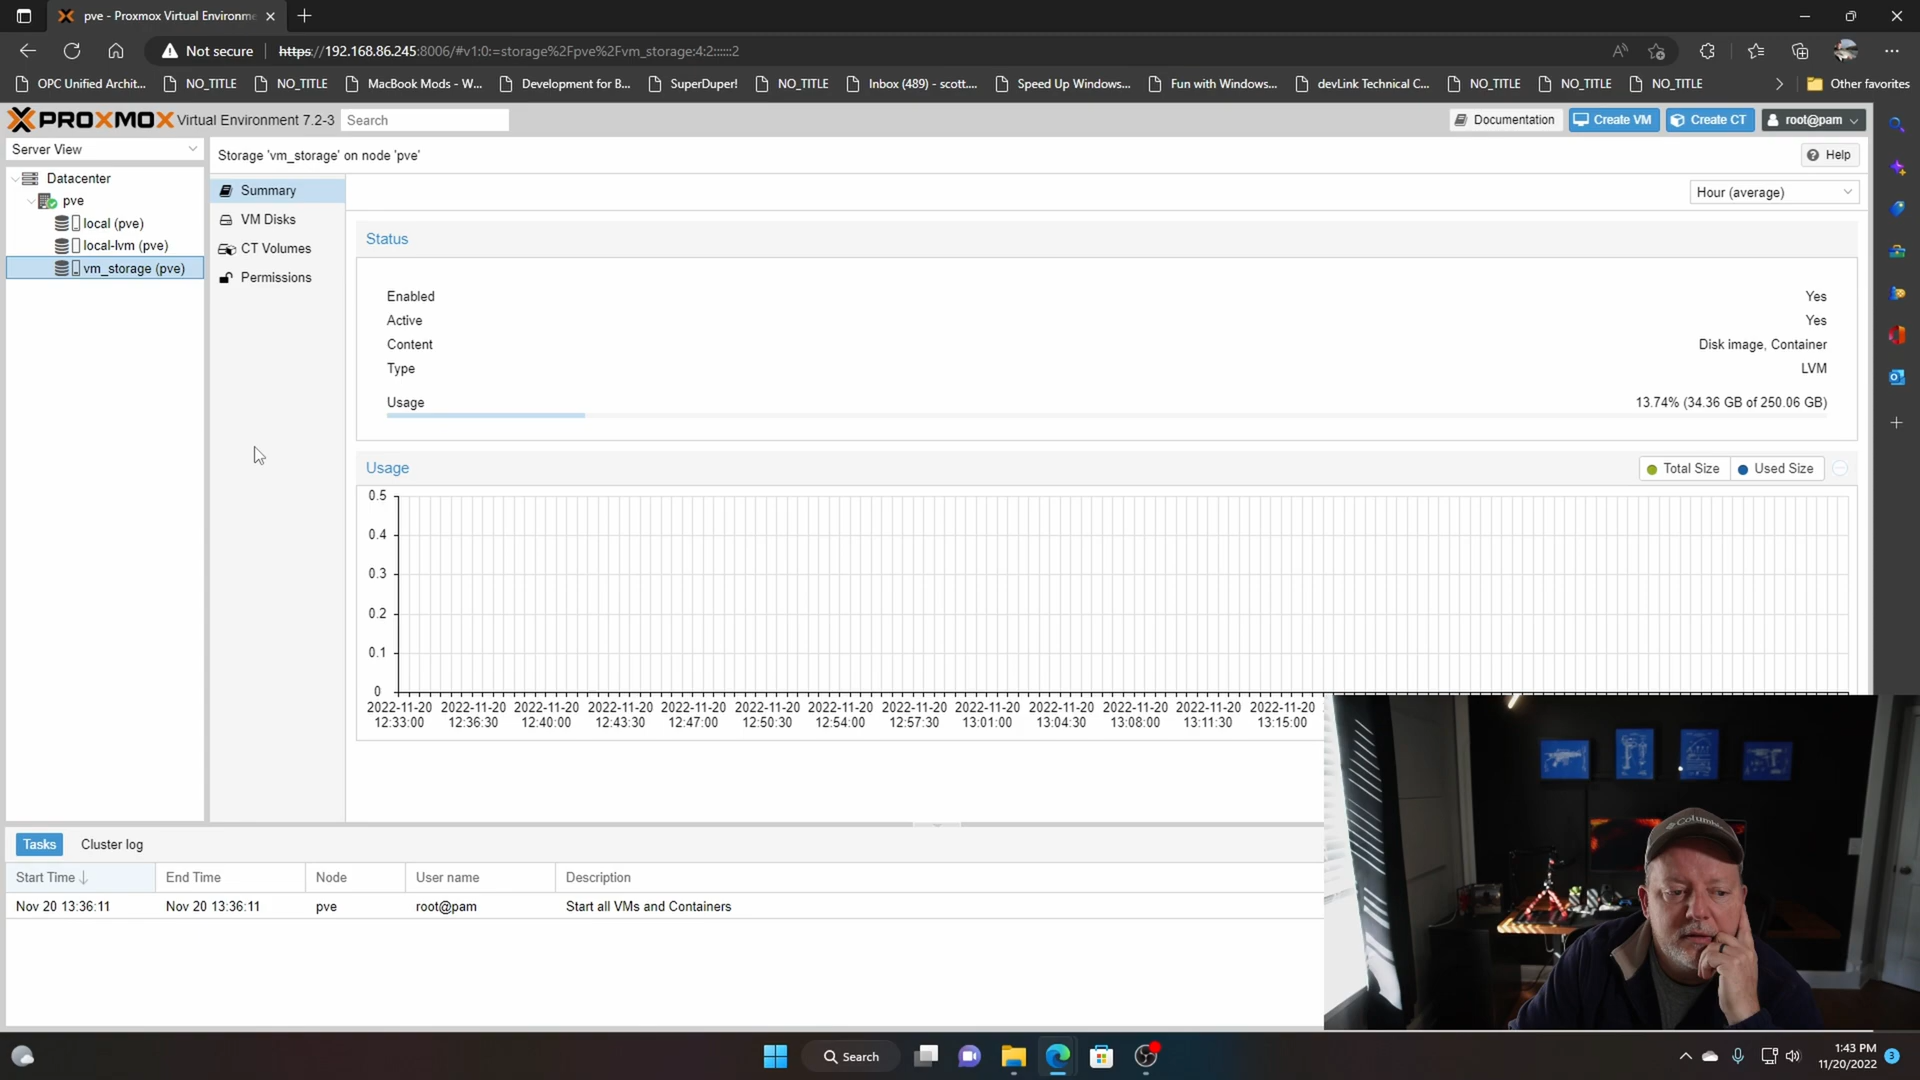 pve - Proxmox Virtual Environme
Not secure
https://192.168.86.245:8006/#v1:0:=storage%2Fpve%2Fvm_storage:4:2::::::2
OPC Unified Archit...
NO_TITLE
NO_TITLE
MacBook Mods - W...
Development for B...
SuperDuper!
NO_TITLE
Inbox (489) - scott....
Speed Up Windows...
Fun with Windows...
devLink Technical C...
NO_TITLE
NO_TITLE
NO_TITLE
Other favorites
PROXMOX Virtual Environment 7.2-3
Search
Documentation
Create VM
Create CT
root@pam
Server View
Storage 'vm_storage' on node 'pve'
Help
Datacenter
pve
local (pve)
local-lvm (pve)
vm_storage (pve)
Summary
VM Disks
CT Volumes
Permissions
Hour (average)
Status
Enabled Yes
Active Yes
Content Disk image, Container
Type LVM
Usage 13.74% (34.36 GB of 250.06 GB)
Usage
Total Size
Used Size
0.5
0.4
0.3
0.2
0.1
0
2022-11-20 2022-11-20 2022-11-20 2022-11-20 2022-11-20 2022-11-20 2022-11-20 2022-11-20 2022-11-20 2022-11-20 2022-11-20 2022-11-20 2022-11-20
12:33:00 12:36:30 12:40:00 12:43:30 12:47:00 12:50:30 12:54:00 12:57:30 13:01:00 13:04:30 13:08:00 13:11:30 13:15:00
Columbia
Tasks
Cluster log
Start Time End Time Node User name Description
Nov 20 13:36:11 Nov 20 13:36:11 pve root@pam Start all VMs and Containers
Search
1:43 PM
11/20/2022
3